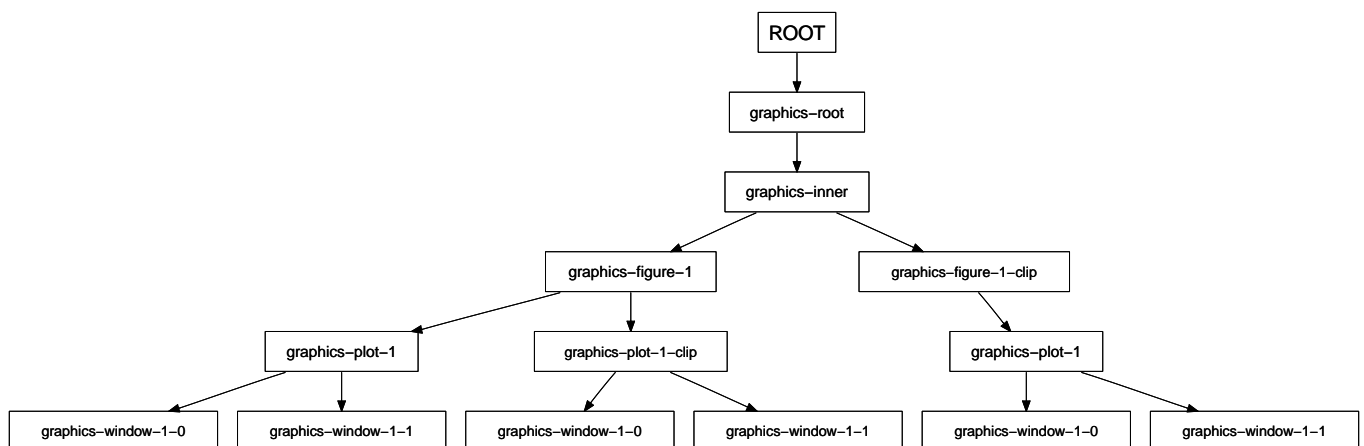 ROOT
graphics−root
graphics−inner
graphics−figure−1
graphics−figure−1−clip
graphics−plot−1
graphics−plot−1−clip
graphics−plot−1
graphics−window−1−0
graphics−window−1−1
graphics−window−1−0
graphics−window−1−1
graphics−window−1−0
graphics−window−1−1